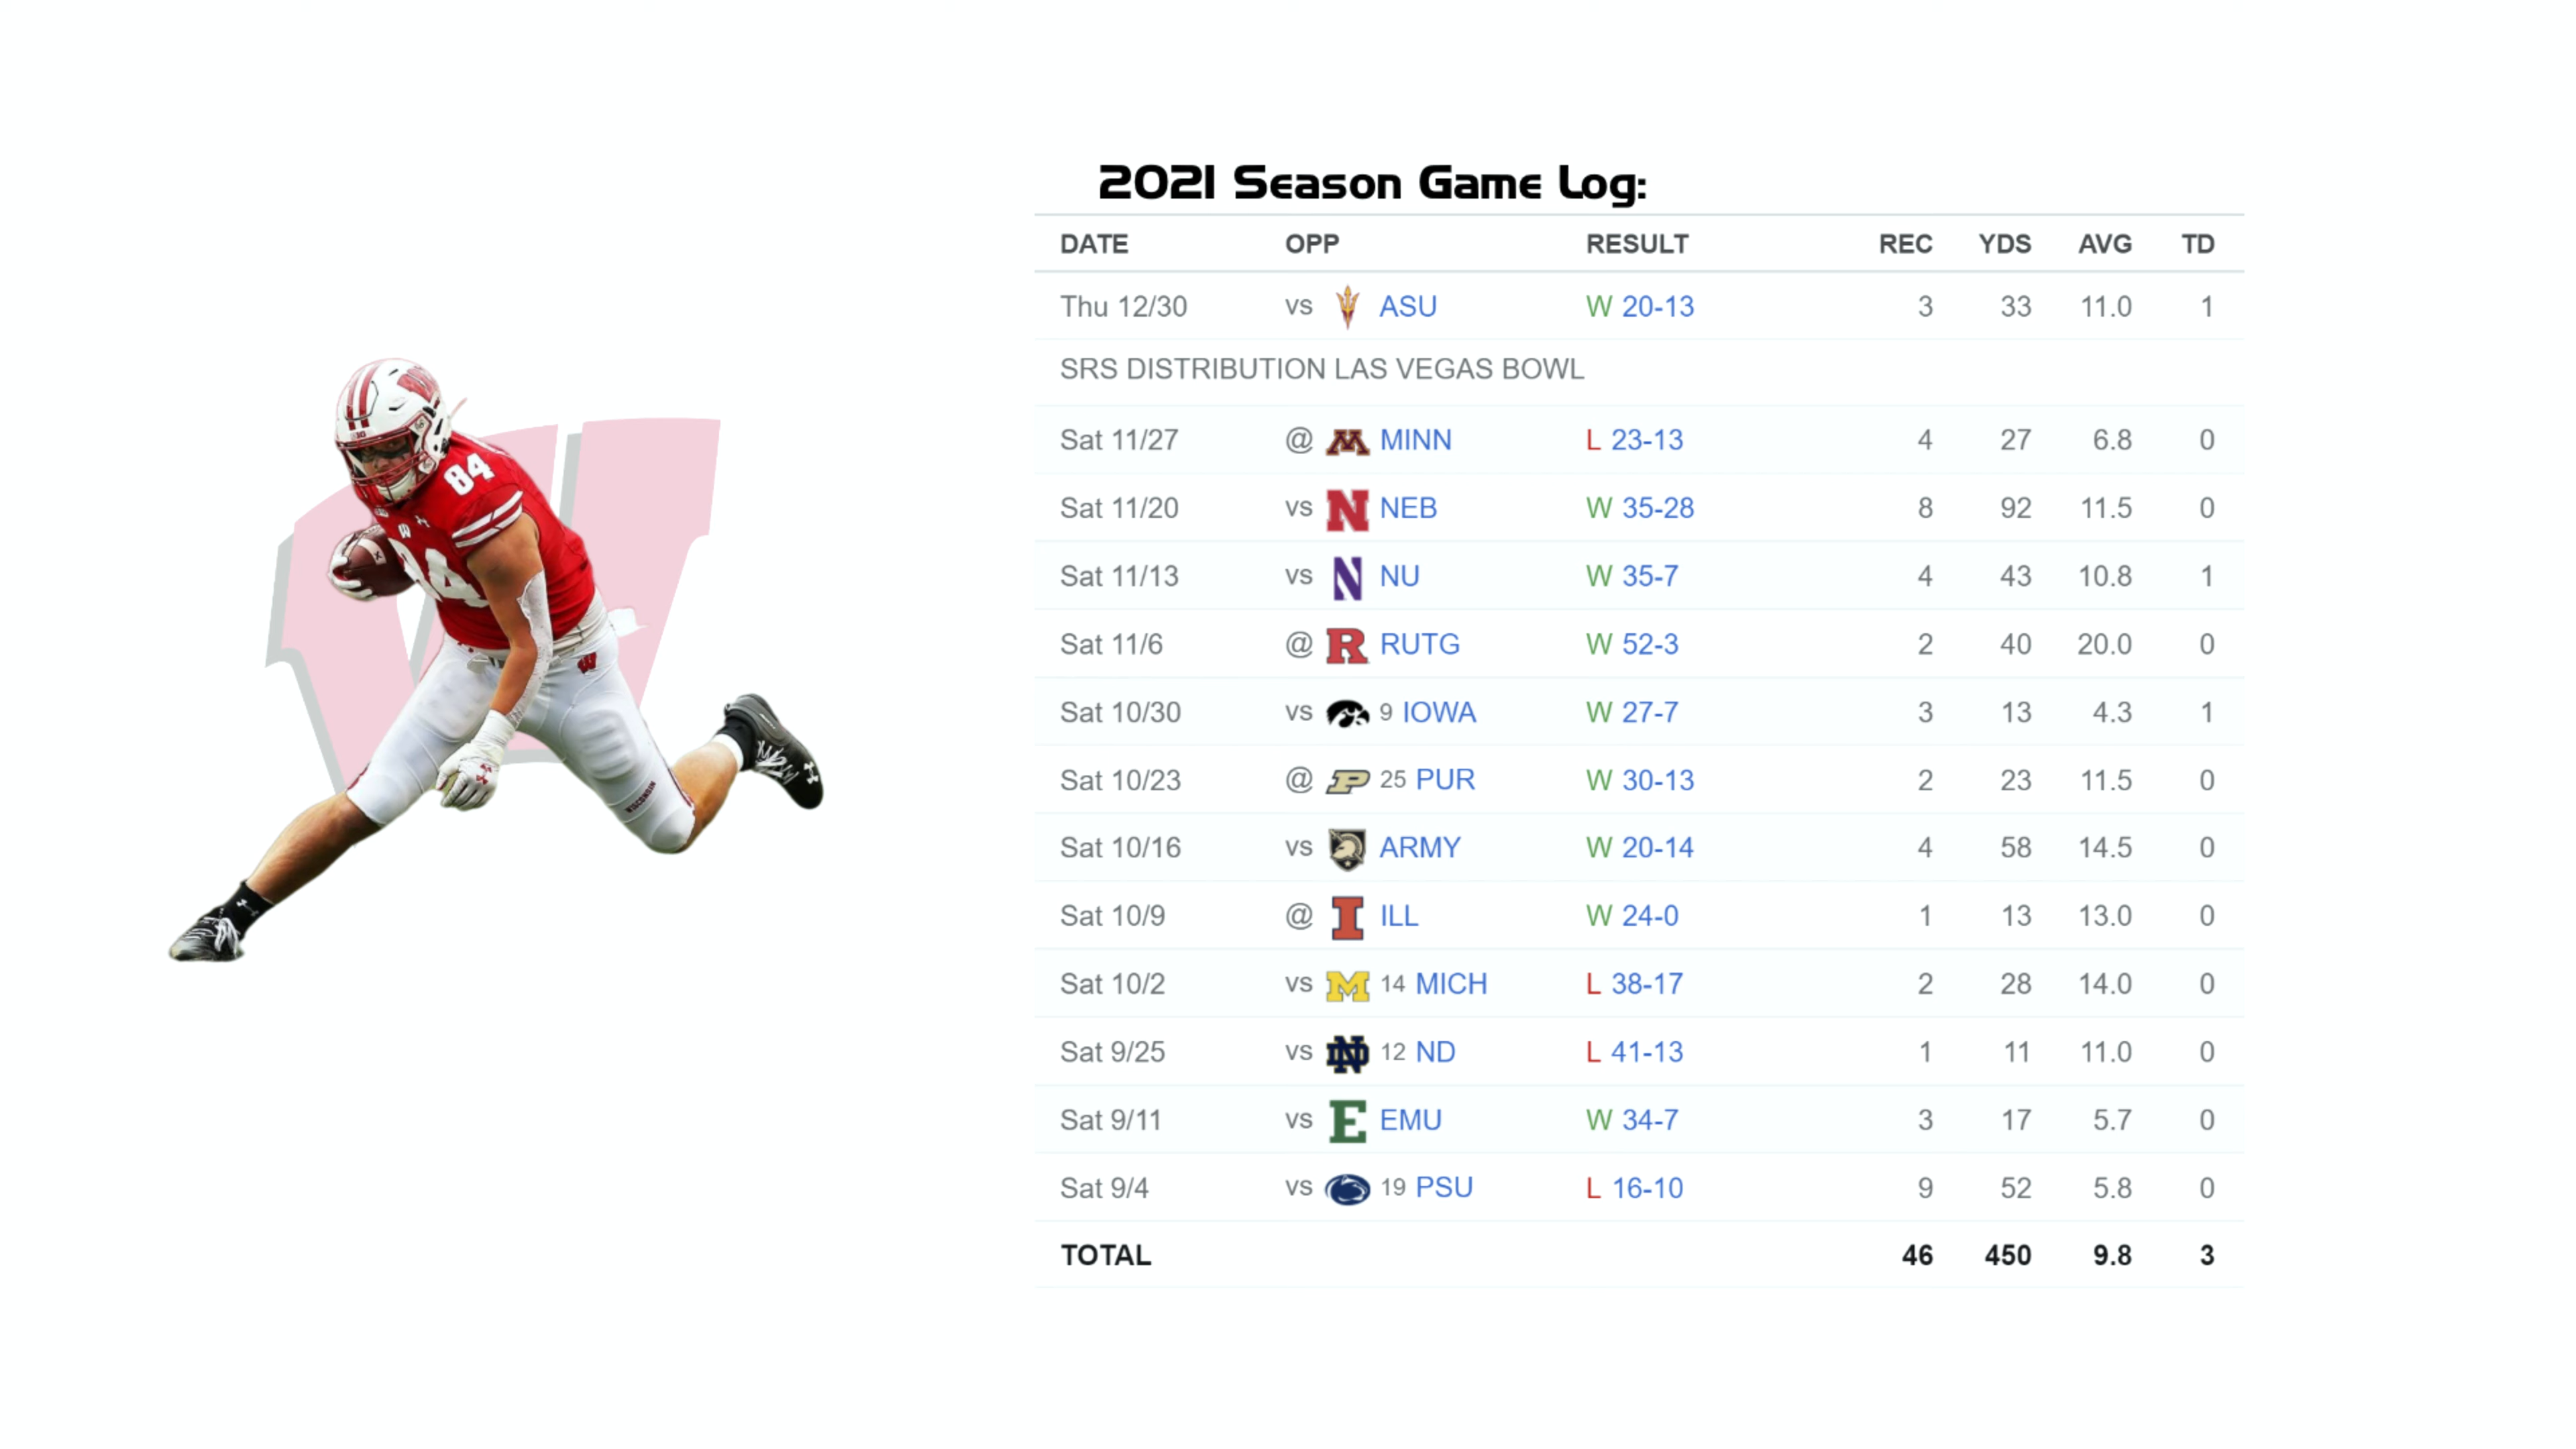 2021 Season Game Log:
DATE OPP RESULT REC YDS AVG TD
Thu 12/30 vs ASU W 20-13 3 33 11.0 1
SRS DISTRIBUTION LAS VEGAS BOWL
Sat 11/27 @ M MINN L 23-13 4 27 6.8 0
Sat 11/20 vs N NEB W 35-28 8 92 11.5 0
Sat 11/13 vs N NU W 35-7 4 43 10.8 1
Sat 11/6 @ R RUTG W 52-3 2 40 20.0 0
Sat 10/30 vs 9 IOWA W 27-7 3 13 4.3 1
Sat 10/23 @ P 25 PUR W 30-13 2 23 11.5 0
Sat 10/16 vs ARMY W 20-14 4 58 14.5 0
Sat 10/9 @ I ILL W 24-0 1 13 13.0 0
Sat 10/2 vs M 14 MICH L 38-17 2 28 14.0 0
Sat 9/25 vs ND 12 ND L 41-13 1 11 11.0 0
Sat 9/11 vs E EMU W 34-7 3 17 5.7 0
Sat 9/4 vs 19 PSU L 16-10 9 52 5.8 0
TOTAL 46 450 9.8 3
W
84
W
84
W
WISCONSIN